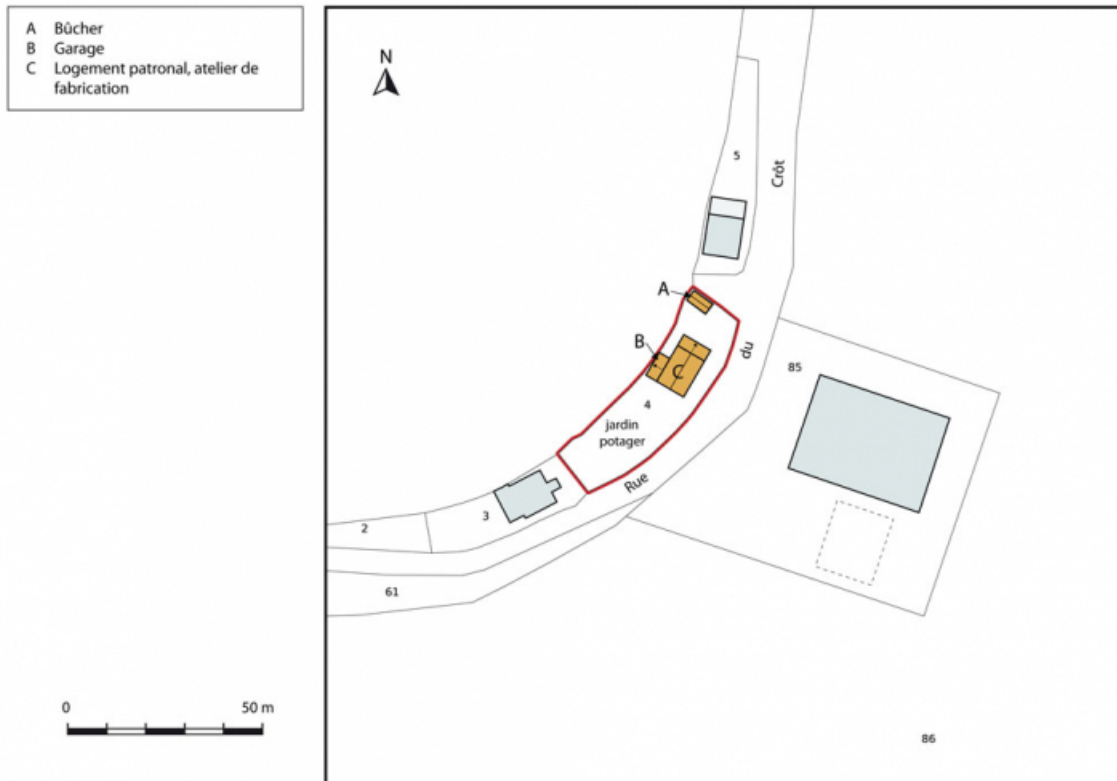 A Bûcher
B Garage
C Logement patronal, atelier de
fabrication
N
5
Crôt
A
du
B
C
85
4
jardin
potager
Rue
3
2
61
0 50 m
86